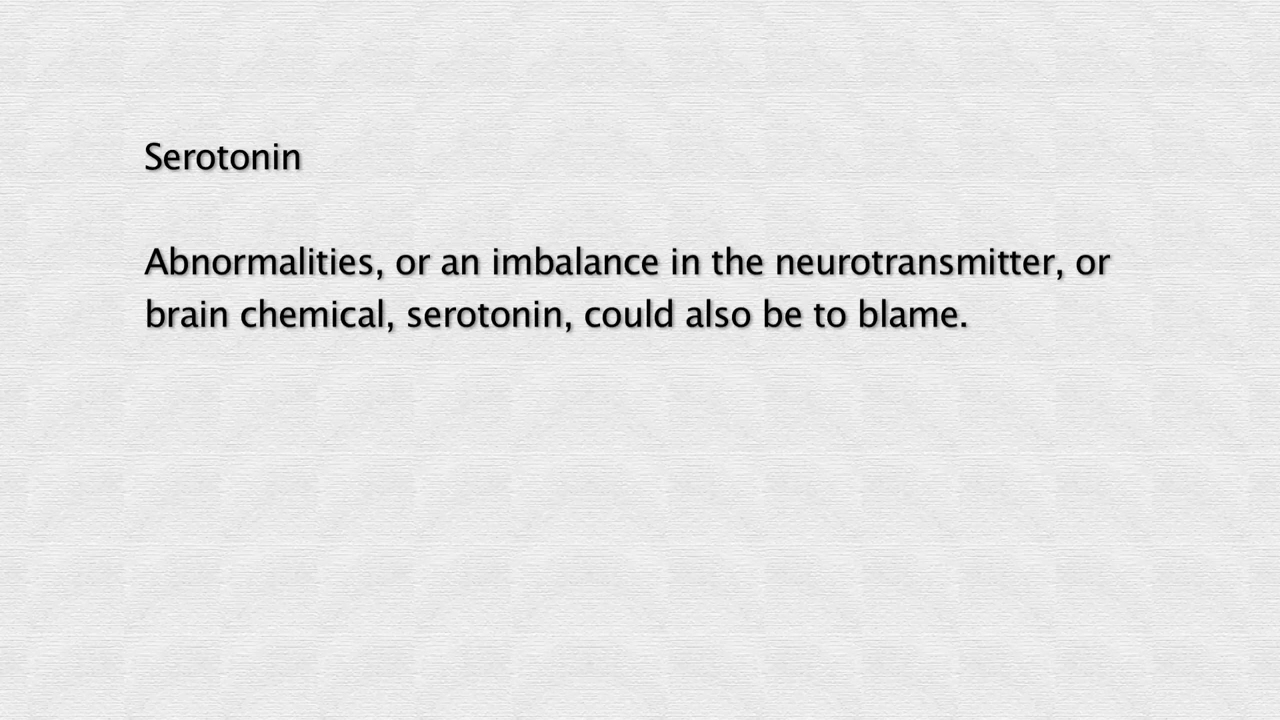 Serotonin
Abnormalities, or an imbalance in the neurotransmitter, or
brain chemical, serotonin, could also be to blame.